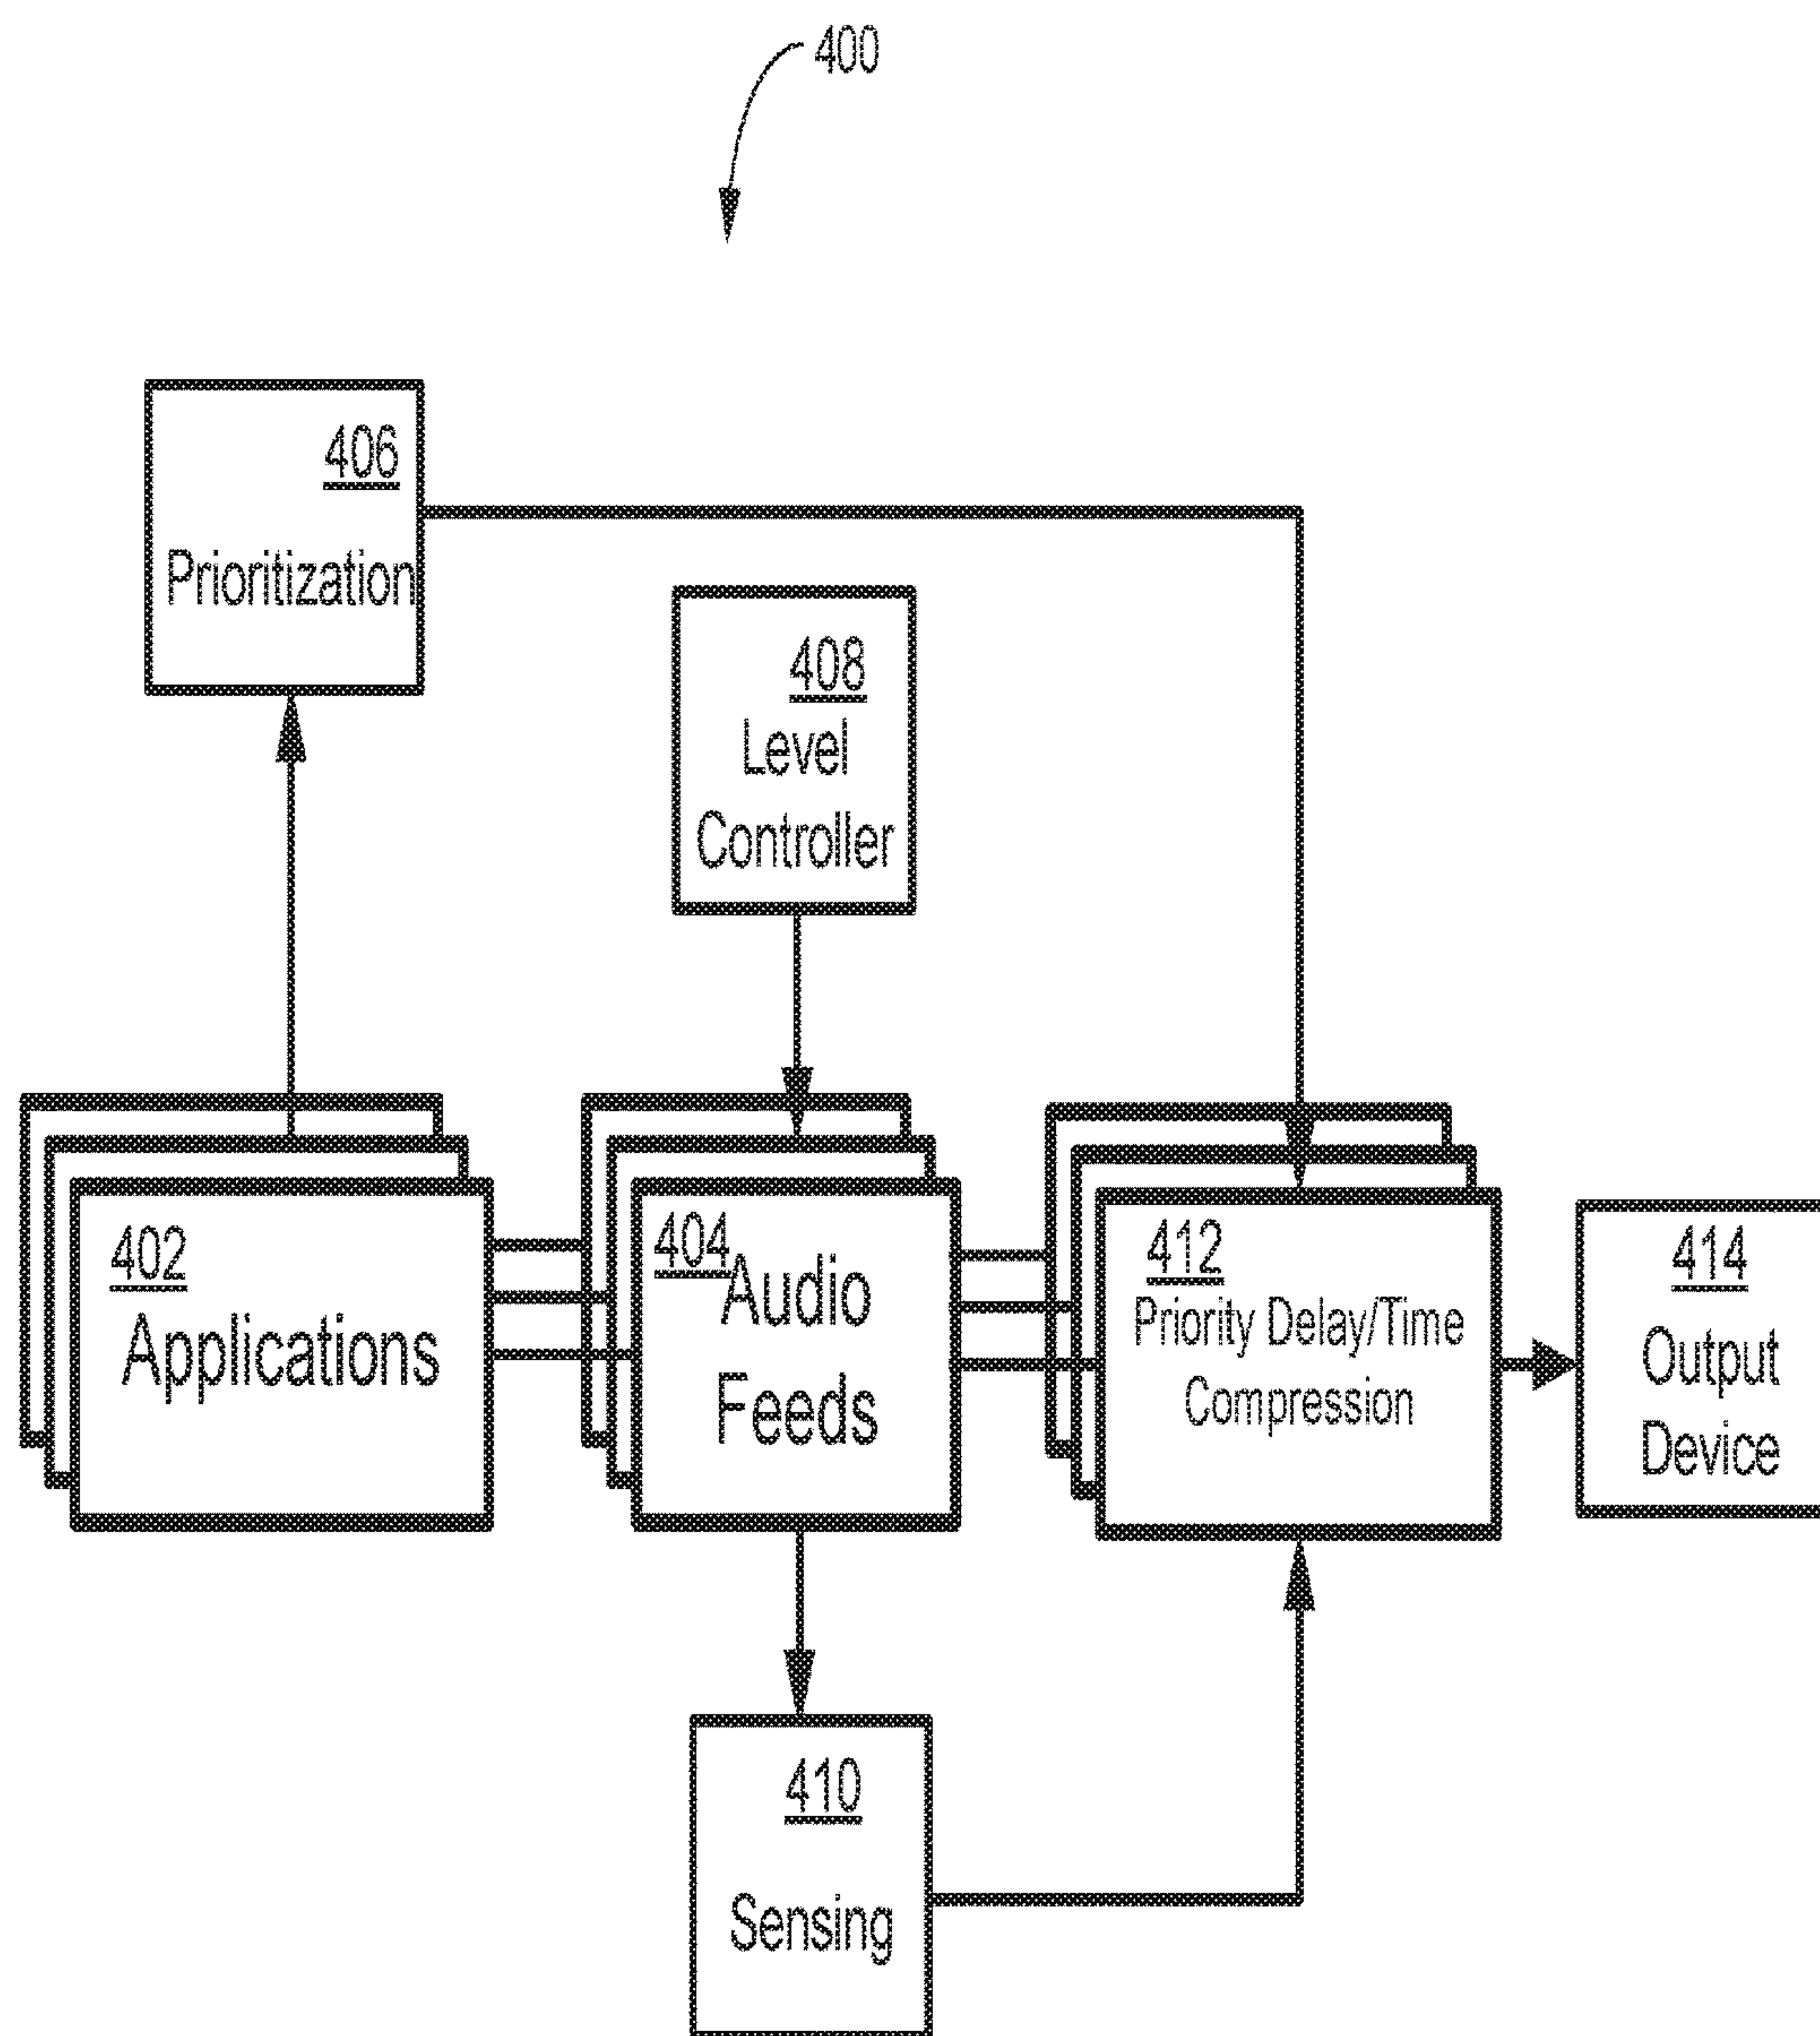 400
406
Prioritization
408
Level
Controller
402
Applications
404
Audio
Feeds
412
Priority Delay/Time
Compression
414
Output
Device
410
Sensing